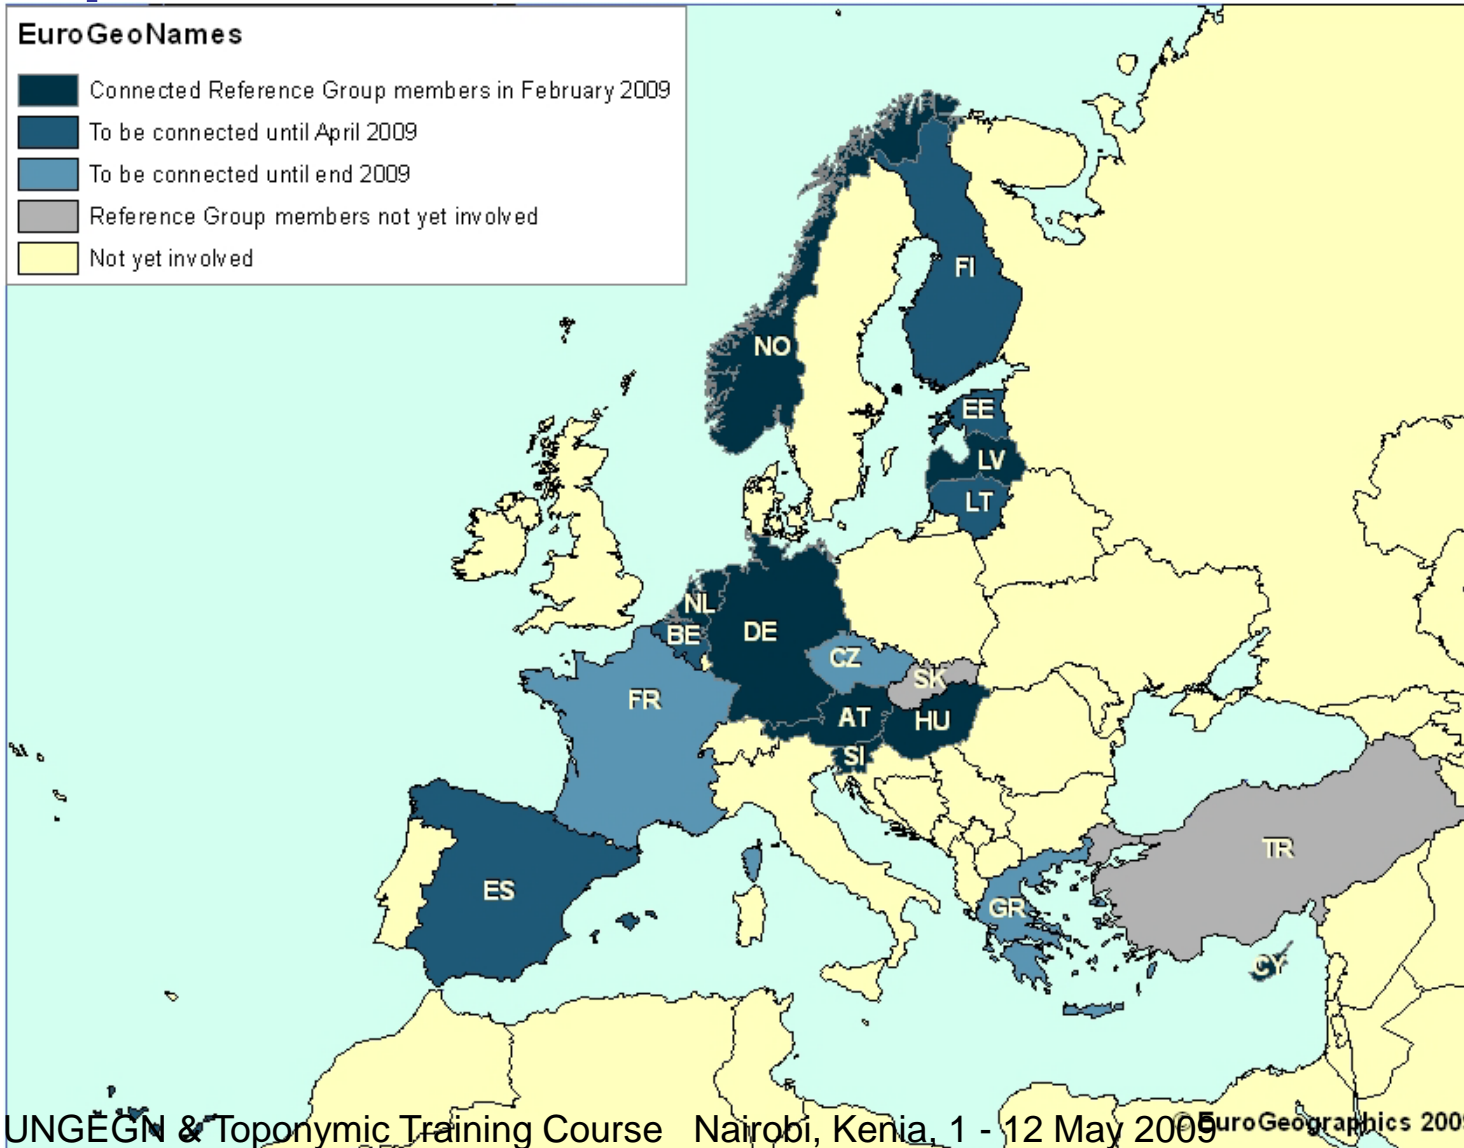 EuroGeoNames
Connected Reference Group members in February 2009
To be connected until April 2009
To be connected until end 2009
Reference Group members not yet involved
Not yet involved
FI
NO
EE
LV
LT
NL
BE
DE
CZ
SK
FR
AT
HU
SI
TR
ES
GR
CY
UNGEGN & Toponymic Training Course Nairobi, Kenia, 1 - 12 May 2009
EuroGeographics